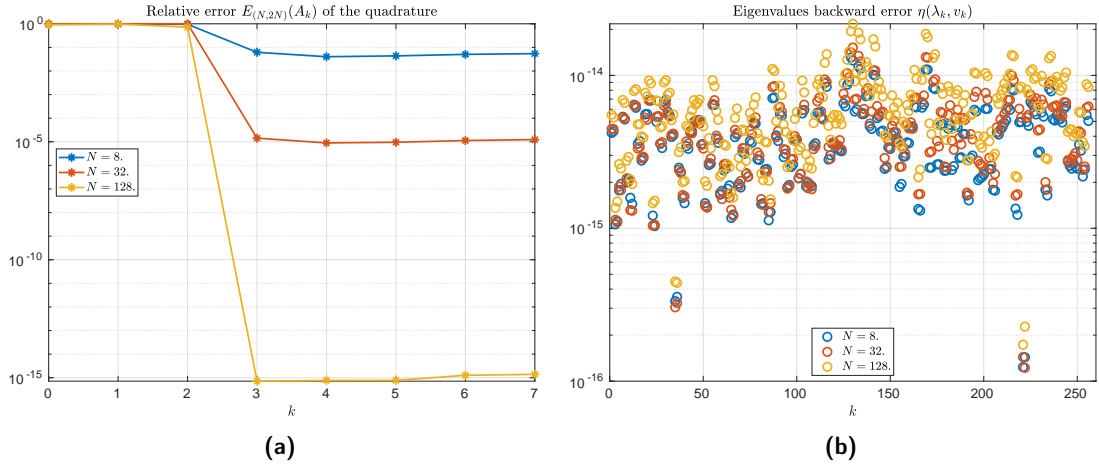 Relative error $E_{(N,2N)}(A_k)$ of the quadrature
10^0
10^-5
10^-10
10^-15
N = 8.
N = 32.
N = 128.
0 1 2 3 4 5 6 7
k
(a)
Eigenvalues backward error $\eta(\lambda_k, v_k)$
10^-14
10^-15
10^-16
N = 8.
N = 32.
N = 128.
0 50 100 150 200 250
k
(b)